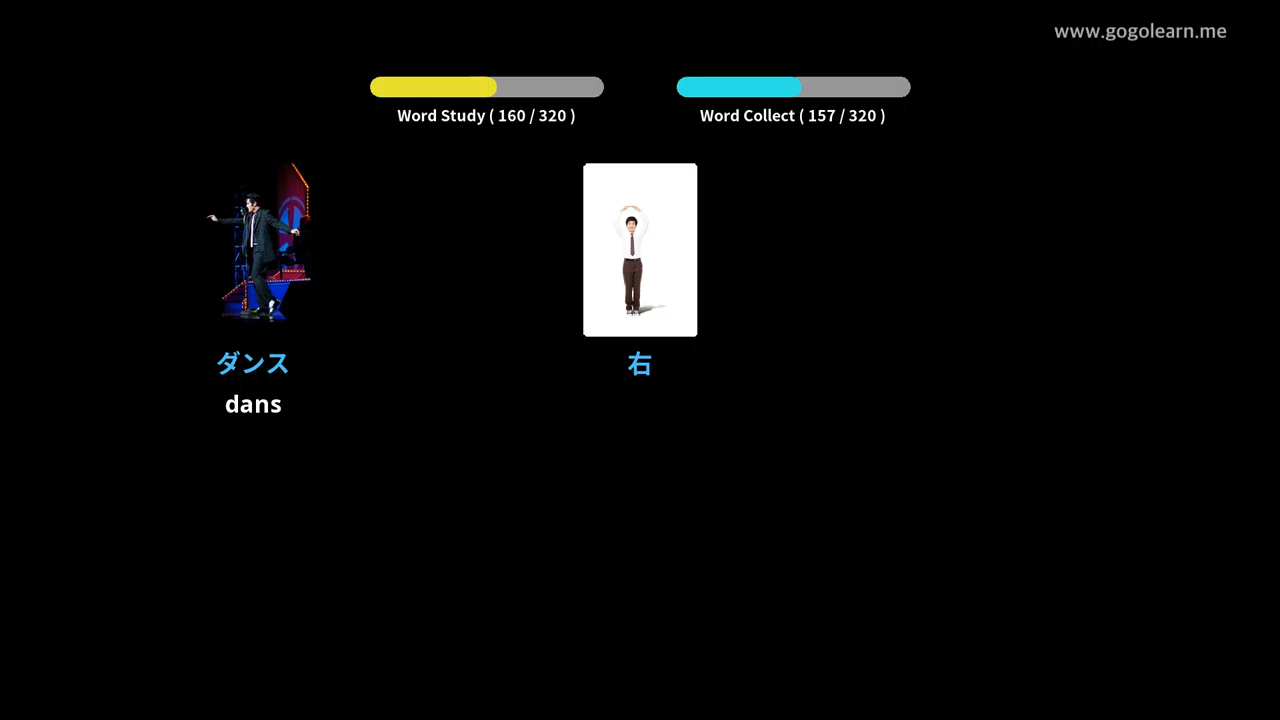 www.gogolearn.me
Word Study ( 160 / 320 )
Word Collect ( 157 / 320 )
ダンス
右
dans